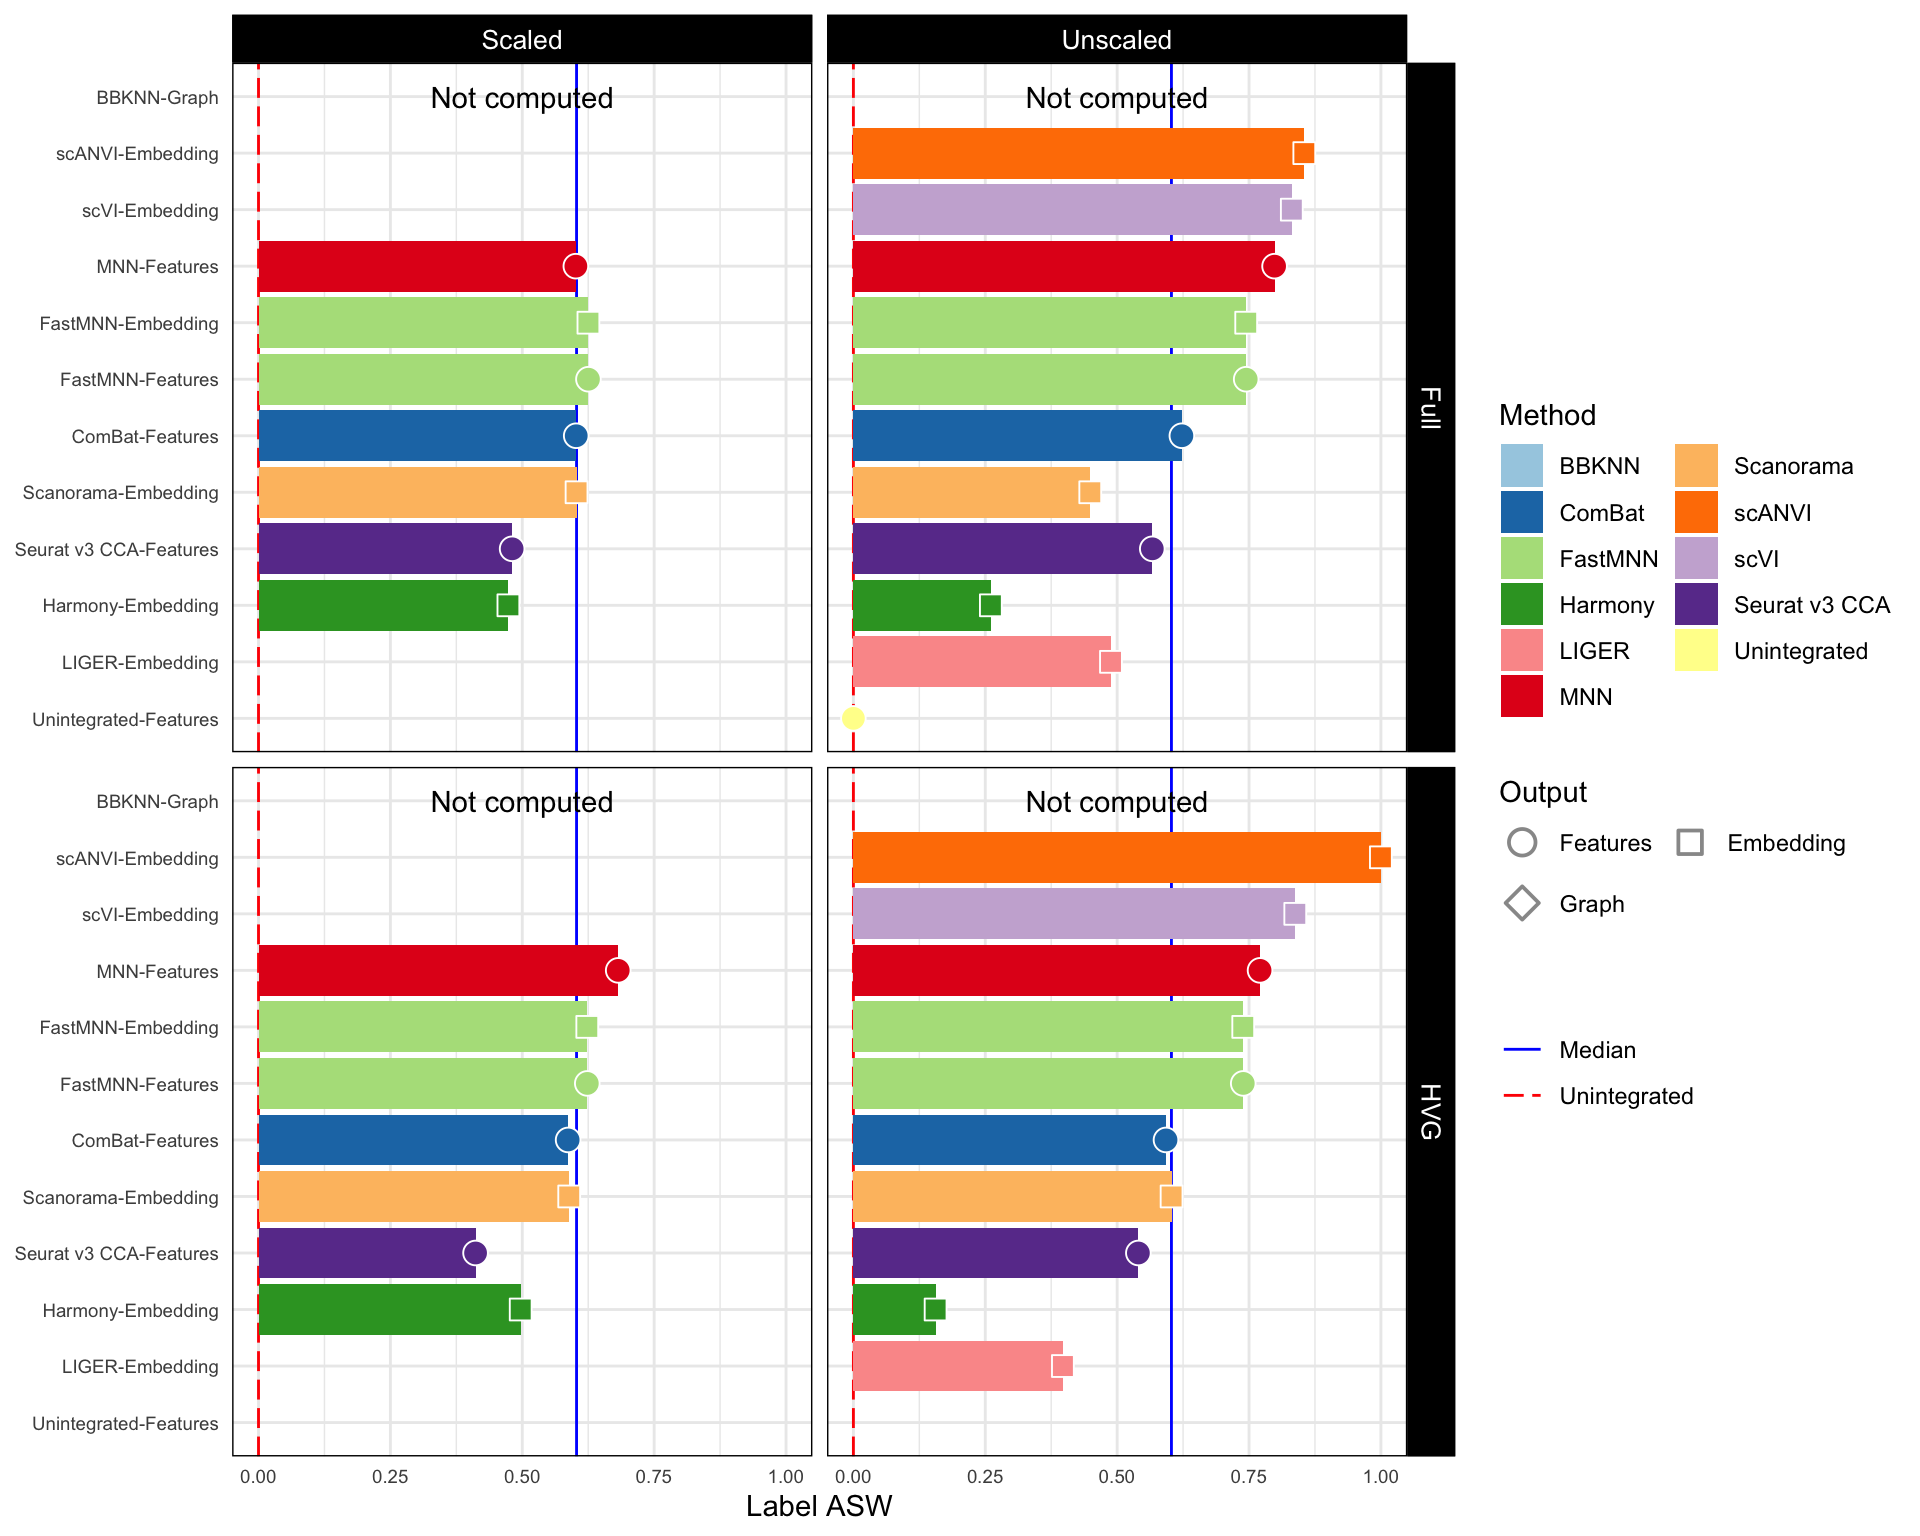 Scaled
Unscaled
BBKNN-Graph
Not computed
Not computed
scANVI-Embedding
scVI-Embedding
MNN-Features
FastMNN-Embedding
FastMNN-Features
ComBat-Features
Scanorama-Embedding
Seurat v3 CCA-Features
Harmony-Embedding
LIGER-Embedding
Unintegrated-Features
Full
BBKNN-Graph
Not computed
Not computed
scANVI-Embedding
scVI-Embedding
MNN-Features
FastMNN-Embedding
FastMNN-Features
ComBat-Features
Scanorama-Embedding
Seurat v3 CCA-Features
Harmony-Embedding
LIGER-Embedding
Unintegrated-Features
HVG
0.00 0.25 0.50 0.75 1.00
0.00 0.25 0.50 0.75 1.00
Label ASW
Method
BBKNN
ComBat
FastMNN
Harmony
LIGER
MNN
Scanorama
scANVI
scVI
Seurat v3 CCA
Unintegrated
Output
Features
Embedding
Graph
Median
Unintegrated